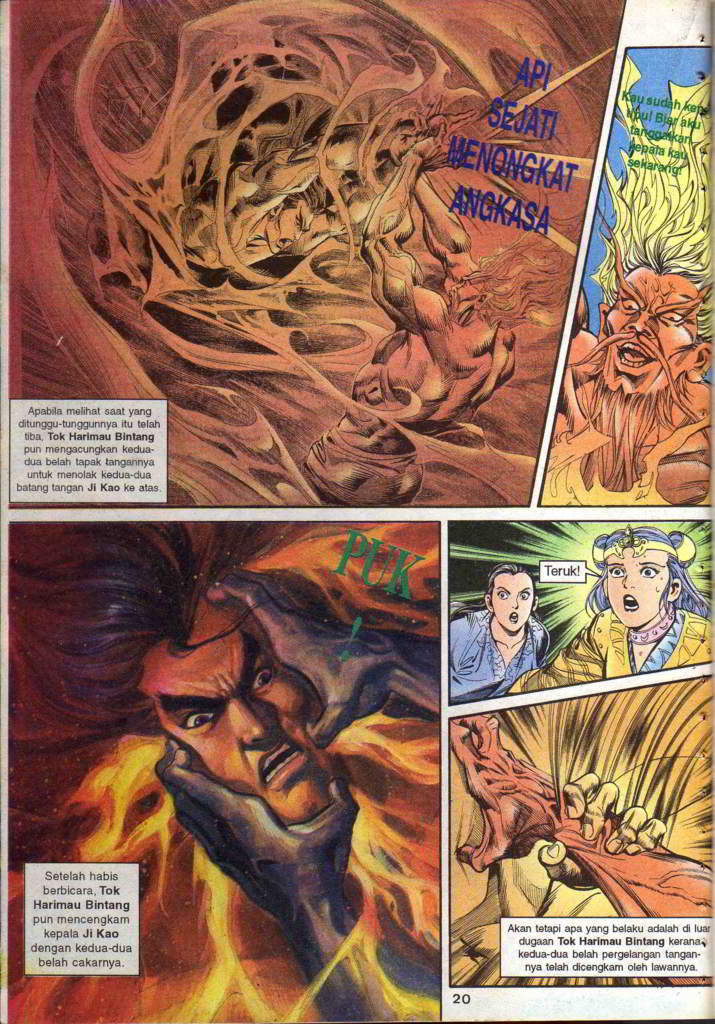 API
SEJATI
MENONGKAT
ANGKASA
Kau sudah
tipu! Biar aku
tanggalkan
kepala kau
sekarang!
Apabila melihat saat yang
ditunggu-tunggunnya itu telah
tiba, Tok Harimau Bintang
pun mengacungkan kedua-
dua belah tapak tangannya
untuk menolak kedua-dua
batang tangan Ji Kao ke atas.
PUK
!
Setelah habis
berbicara, Tok
Harimau Bintang
pun mencengkam
kepala Ji Kao
dengan kedua-dua
belah cakarnya.
Teruk!
Akan tetapi apa yang belaku adalah di luar
dugaan Tok Harimau Bintang kerana
kedua-dua belah pergelangan tangan-
nya telah dicengkam oleh lawannya.
20